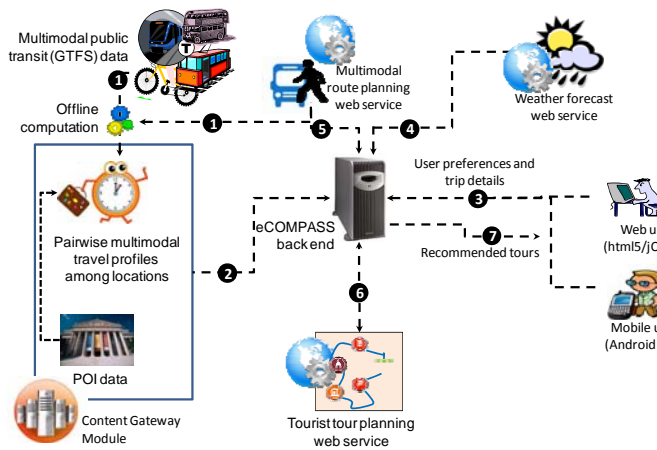 Multimodal public
transit (GTFS) data
T
1
Offline
computation
1
Multimodal
route planning
web service
5
4
Weather forecast
web service
User preferences and
trip details
3
eCOMPASS
back end
7
Recommended tours
Web u
(html5/jC
Pairwise multimodal
travel profiles
among locations
2
6
Mobile u
(Android
POI data
Content Gateway
Module
Tourist tour planning
web service